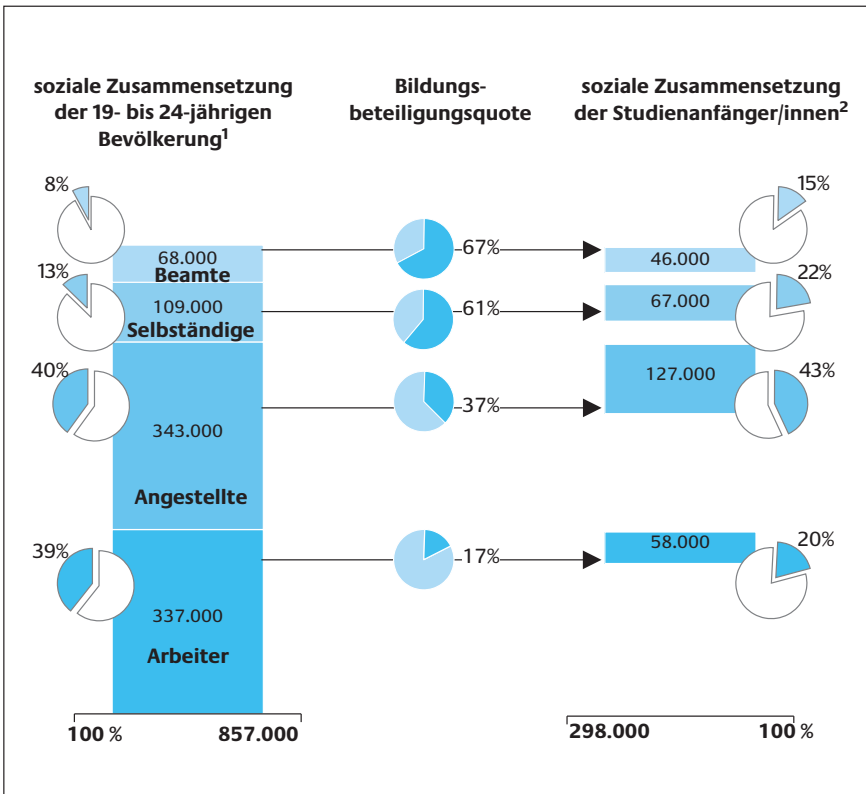 soziale Zusammensetzung
der 19- bis 24-jährigen
Bevölkerung¹
Bildungs-
beteiligungsquote
soziale Zusammensetzung
der Studienanfänger/innen²
8%
68.000
Beamte
67%
46.000
15%
13%
109.000
Selbständige
61%
67.000
22%
40%
343.000
Angestellte
37%
127.000
43%
39%
337.000
Arbeiter
17%
58.000
20%
100 %
857.000
298.000
100 %